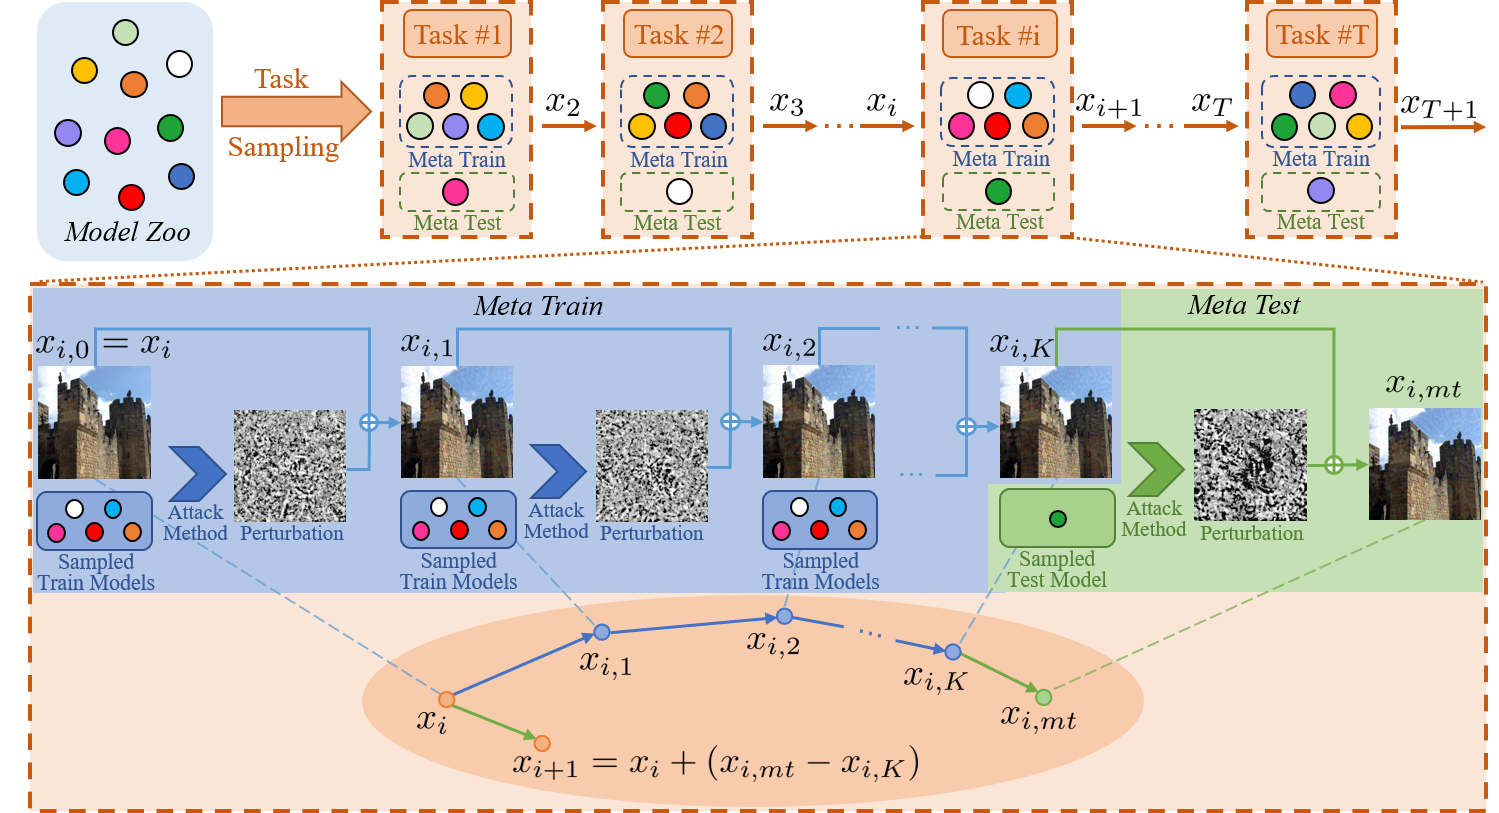 Model Zoo
Task
Sampling
Task #1
Meta Train
Meta Test
x_2
Task #2
Meta Train
Meta Test
x_3
...
x_i
Task #i
Meta Train
Meta Test
x_{i+1}
...
x_T
Task #T
Meta Train
Meta Test
x_{T+1}
Meta Train
Meta Test
x_{i,0} = x_i
Attack
Method
Perturbation
Sampled
Train Models
x_{i,1}
Attack
Method
Perturbation
Sampled
Train Models
x_{i,2}
...
...
Sampled
Train Models
x_{i,K}
Sampled
Test Model
Attack
Method
Perturbation
x_{i,mt}
x_i
x_{i,1}
x_{i,2}
...
x_{i,K}
x_{i,mt}
x_{i+1} = x_i + (x_{i,mt} − x_{i,K})